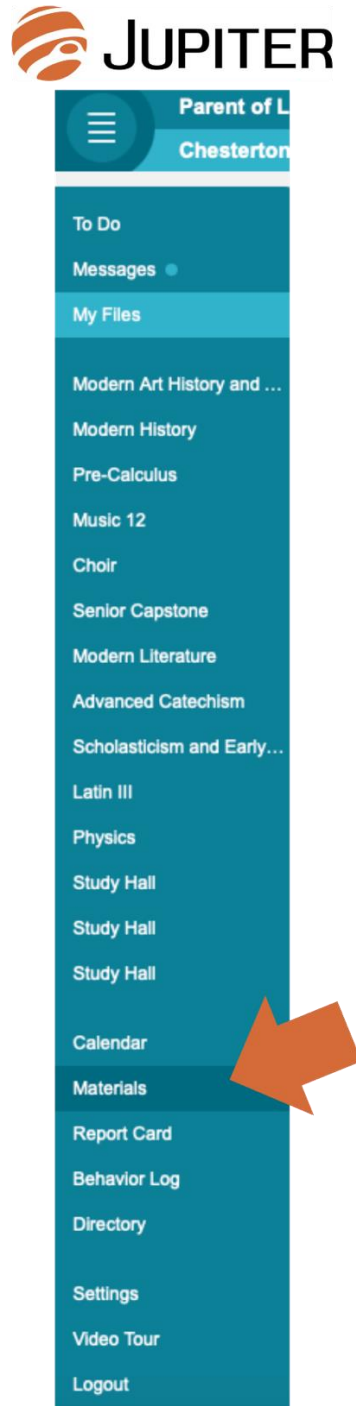 JUPITER
Parent of L
Chesterton
To Do
Messages
My Files
Modern Art History and ...
Modern History
Pre-Calculus
Music 12
Choir
Senior Capstone
Modern Literature
Advanced Catechism
Scholasticism and Early...
Latin III
Physics
Study Hall
Study Hall
Study Hall
Calendar
Materials
Report Card
Behavior Log
Directory
Settings
Video Tour
Logout